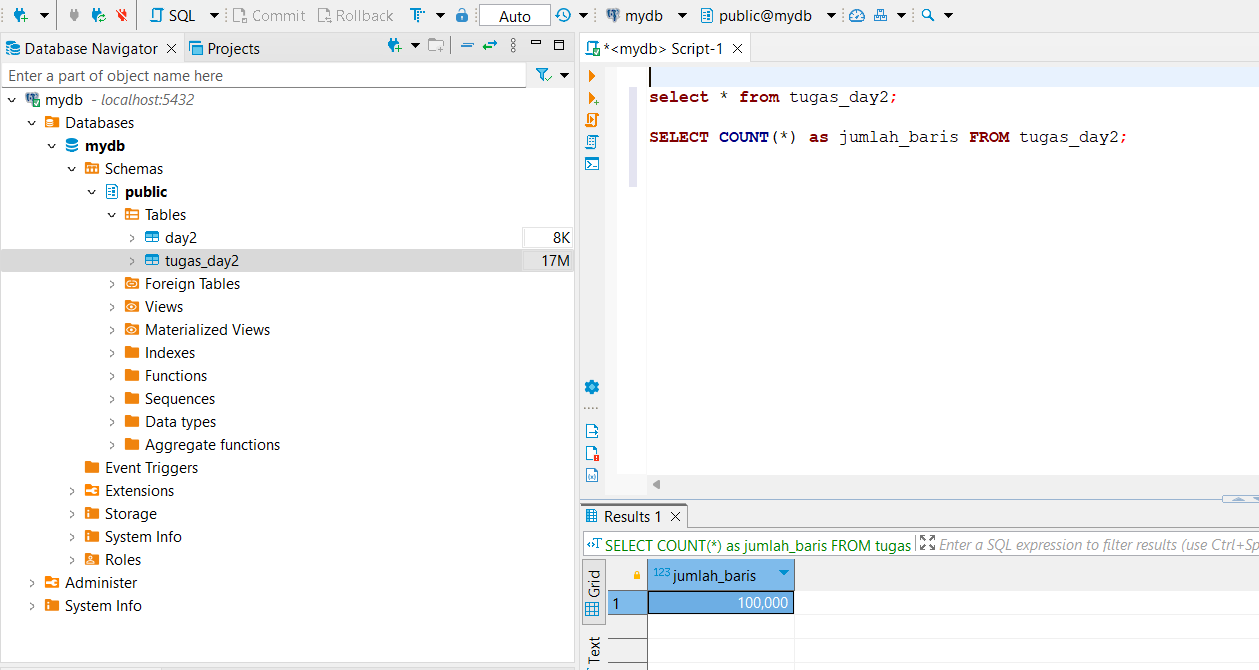 SQL
Commit
Rollback
Auto
mydb
public@mydb
Database Navigator
Projects
Enter a part of object name here
mydb - localhost:5432
Databases
mydb
Schemas
public
Tables
day2 8K
tugas_day2 17M
Foreign Tables
Views
Materialized Views
Indexes
Functions
Sequences
Data types
Aggregate functions
Event Triggers
Extensions
Storage
System Info
Roles
Administer
System Info
*<mydb> Script-1
select * from tugas_day2;
SELECT COUNT(*) as jumlah_baris FROM tugas_day2;
Results 1
SELECT COUNT(*) as jumlah_baris FROM tugas
Enter a SQL expression to filter results (use Ctrl+Sp
Grid
Text
123 jumlah_baris
1 100,000